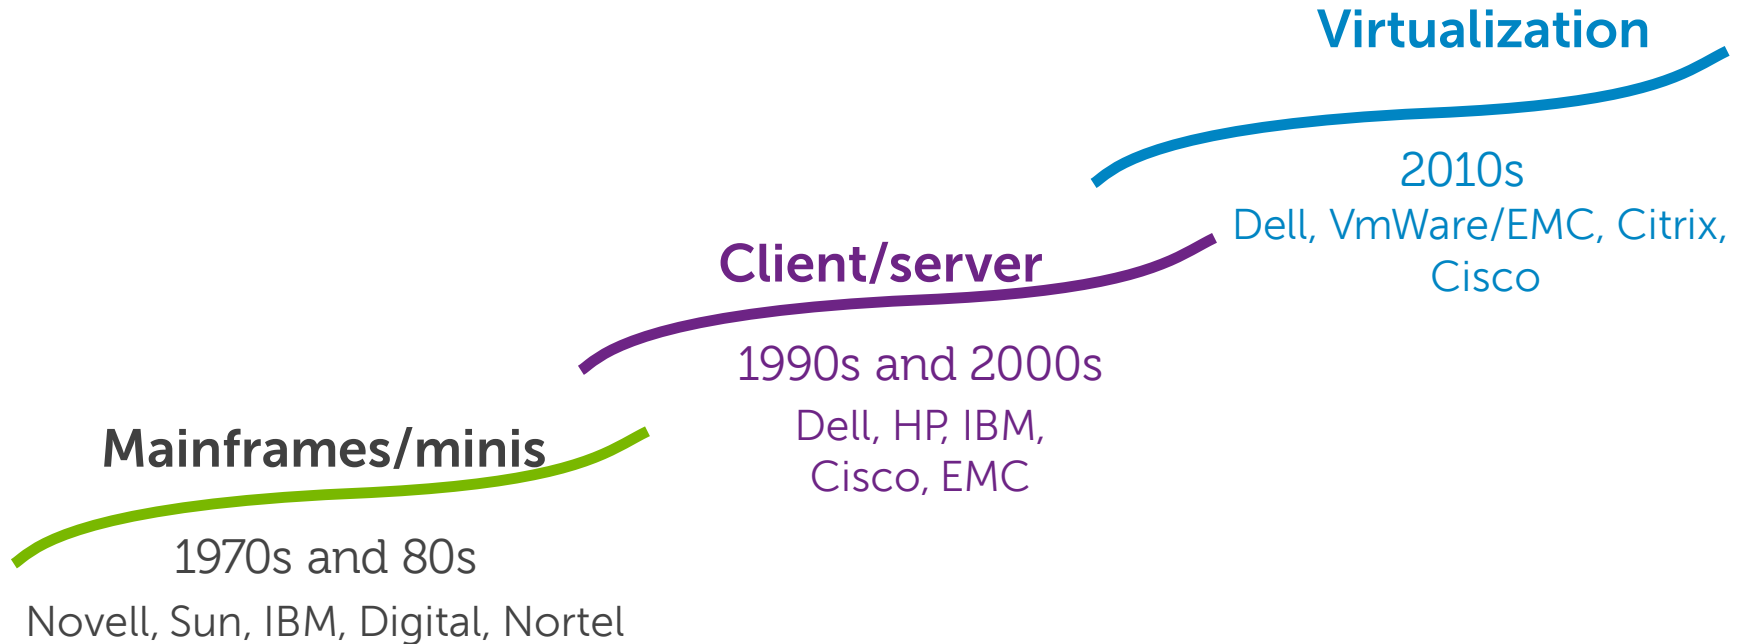 Virtualization
2010s
Dell, VmWare/EMC, Citrix,
Cisco
Client/server
1990s and 2000s
Dell, HP, IBM,
Cisco, EMC
Mainframes/minis
1970s and 80s
Novell, Sun, IBM, Digital, Nortel